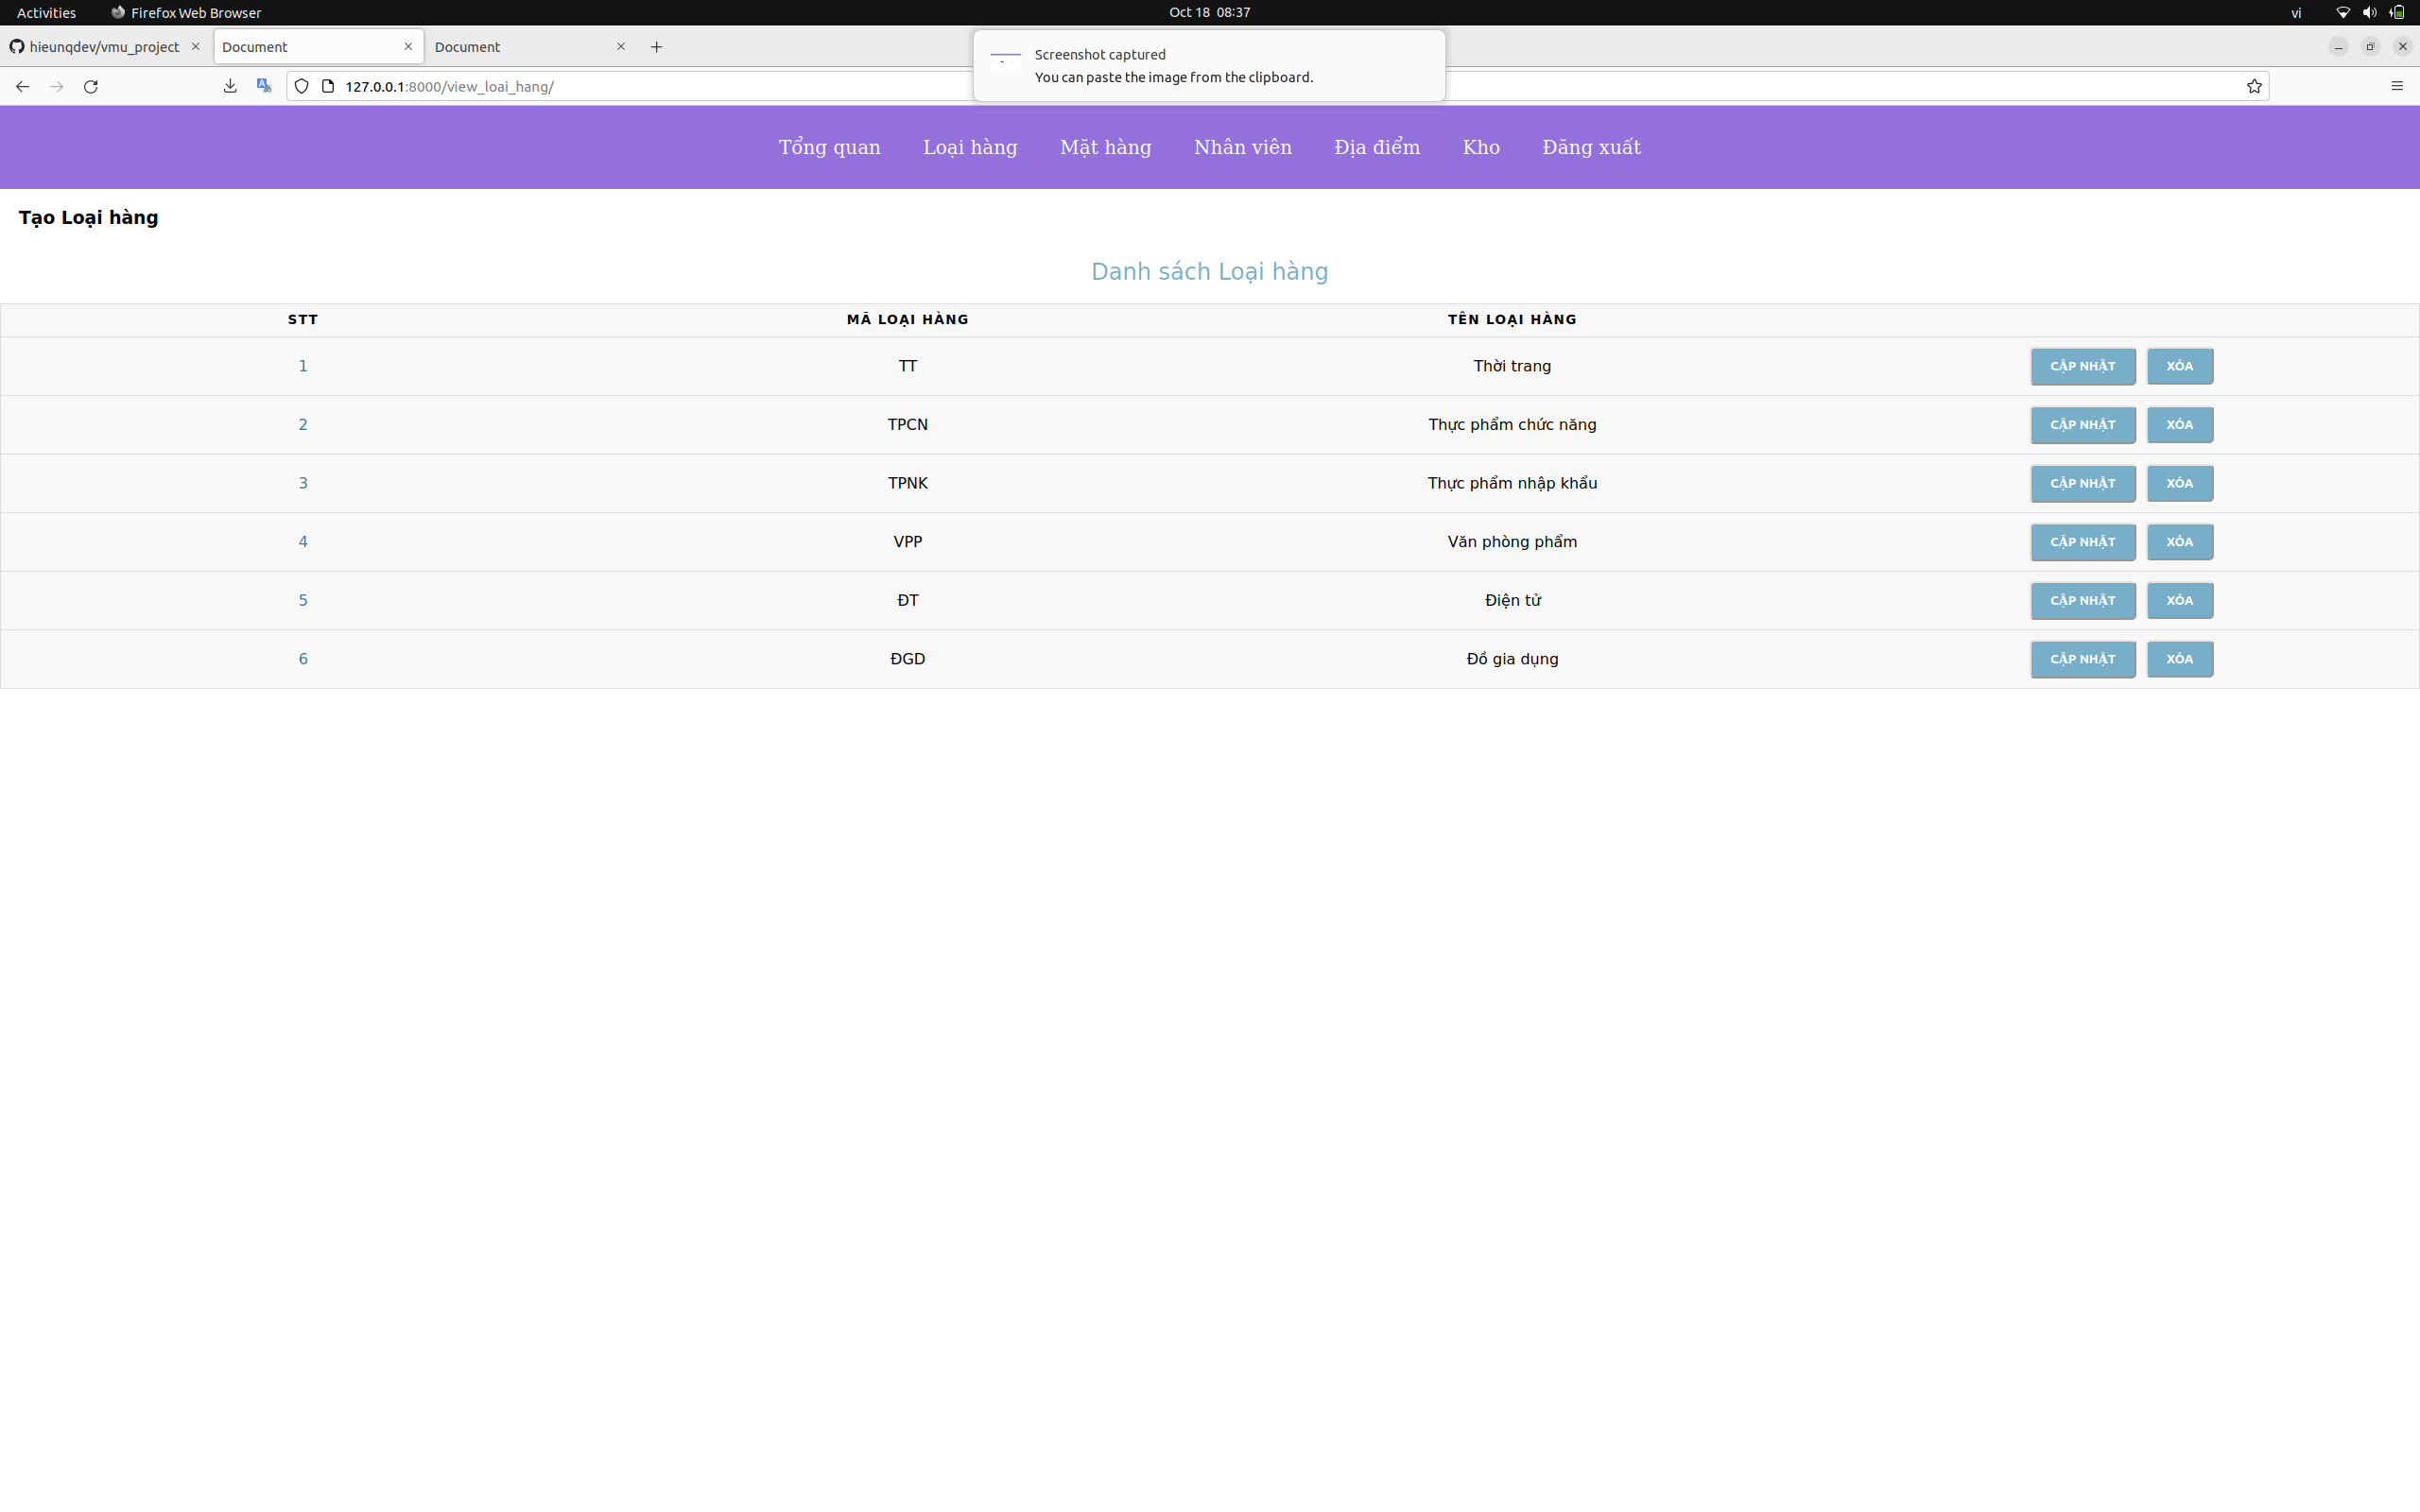 Activities Firefox Web Browser Oct 18 08:37 vi
hieunqdev/vmu_project Document Document
Screenshot captured
You can paste the image from the clipboard.
127.0.0.1:8000/view_loai_hang/
Tổng quan Loại hàng Mặt hàng Nhân viên Địa điểm Kho Đăng xuất
Tạo Loại hàng
Danh sách Loại hàng
STT MÃ LOẠI HÀNG TÊN LOẠI HÀNG
1 TT Thời trang CẬP NHẬT XÓA
2 TPCN Thực phẩm chức năng CẬP NHẬT XÓA
3 TPNK Thực phẩm nhập khẩu CẬP NHẬT XÓA
4 VPP Văn phòng phẩm CẬP NHẬT XÓA
5 ĐT Điện tử CẬP NHẬT XÓA
6 ĐGD Đồ gia dụng CẬP NHẬT XÓA